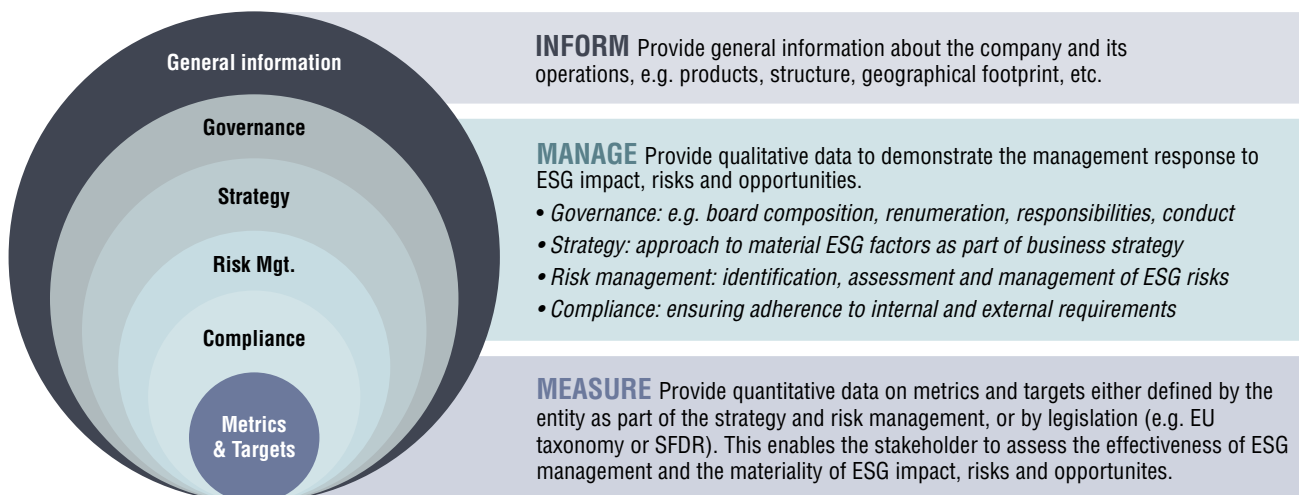 General information
Governance
Strategy
Risk Mgt.
Compliance
Metrics
& Targets
INFORM Provide general information about the company and its
operations, e.g. products, structure, geographical footprint, etc.
MANAGE Provide qualitative data to demonstrate the management response to
ESG impact, risks and opportunities.
• Governance: e.g. board composition, renumeration, responsibilities, conduct
• Strategy: approach to material ESG factors as part of business strategy
• Risk management: identification, assessment and management of ESG risks
• Compliance: ensuring adherence to internal and external requirements
MEASURE Provide quantitative data on metrics and targets either defined by the
entity as part of the strategy and risk management, or by legislation (e.g. EU
taxonomy or SFDR). This enables the stakeholder to assess the effectiveness of ESG
management and the materiality of ESG impact, risks and opportunites.